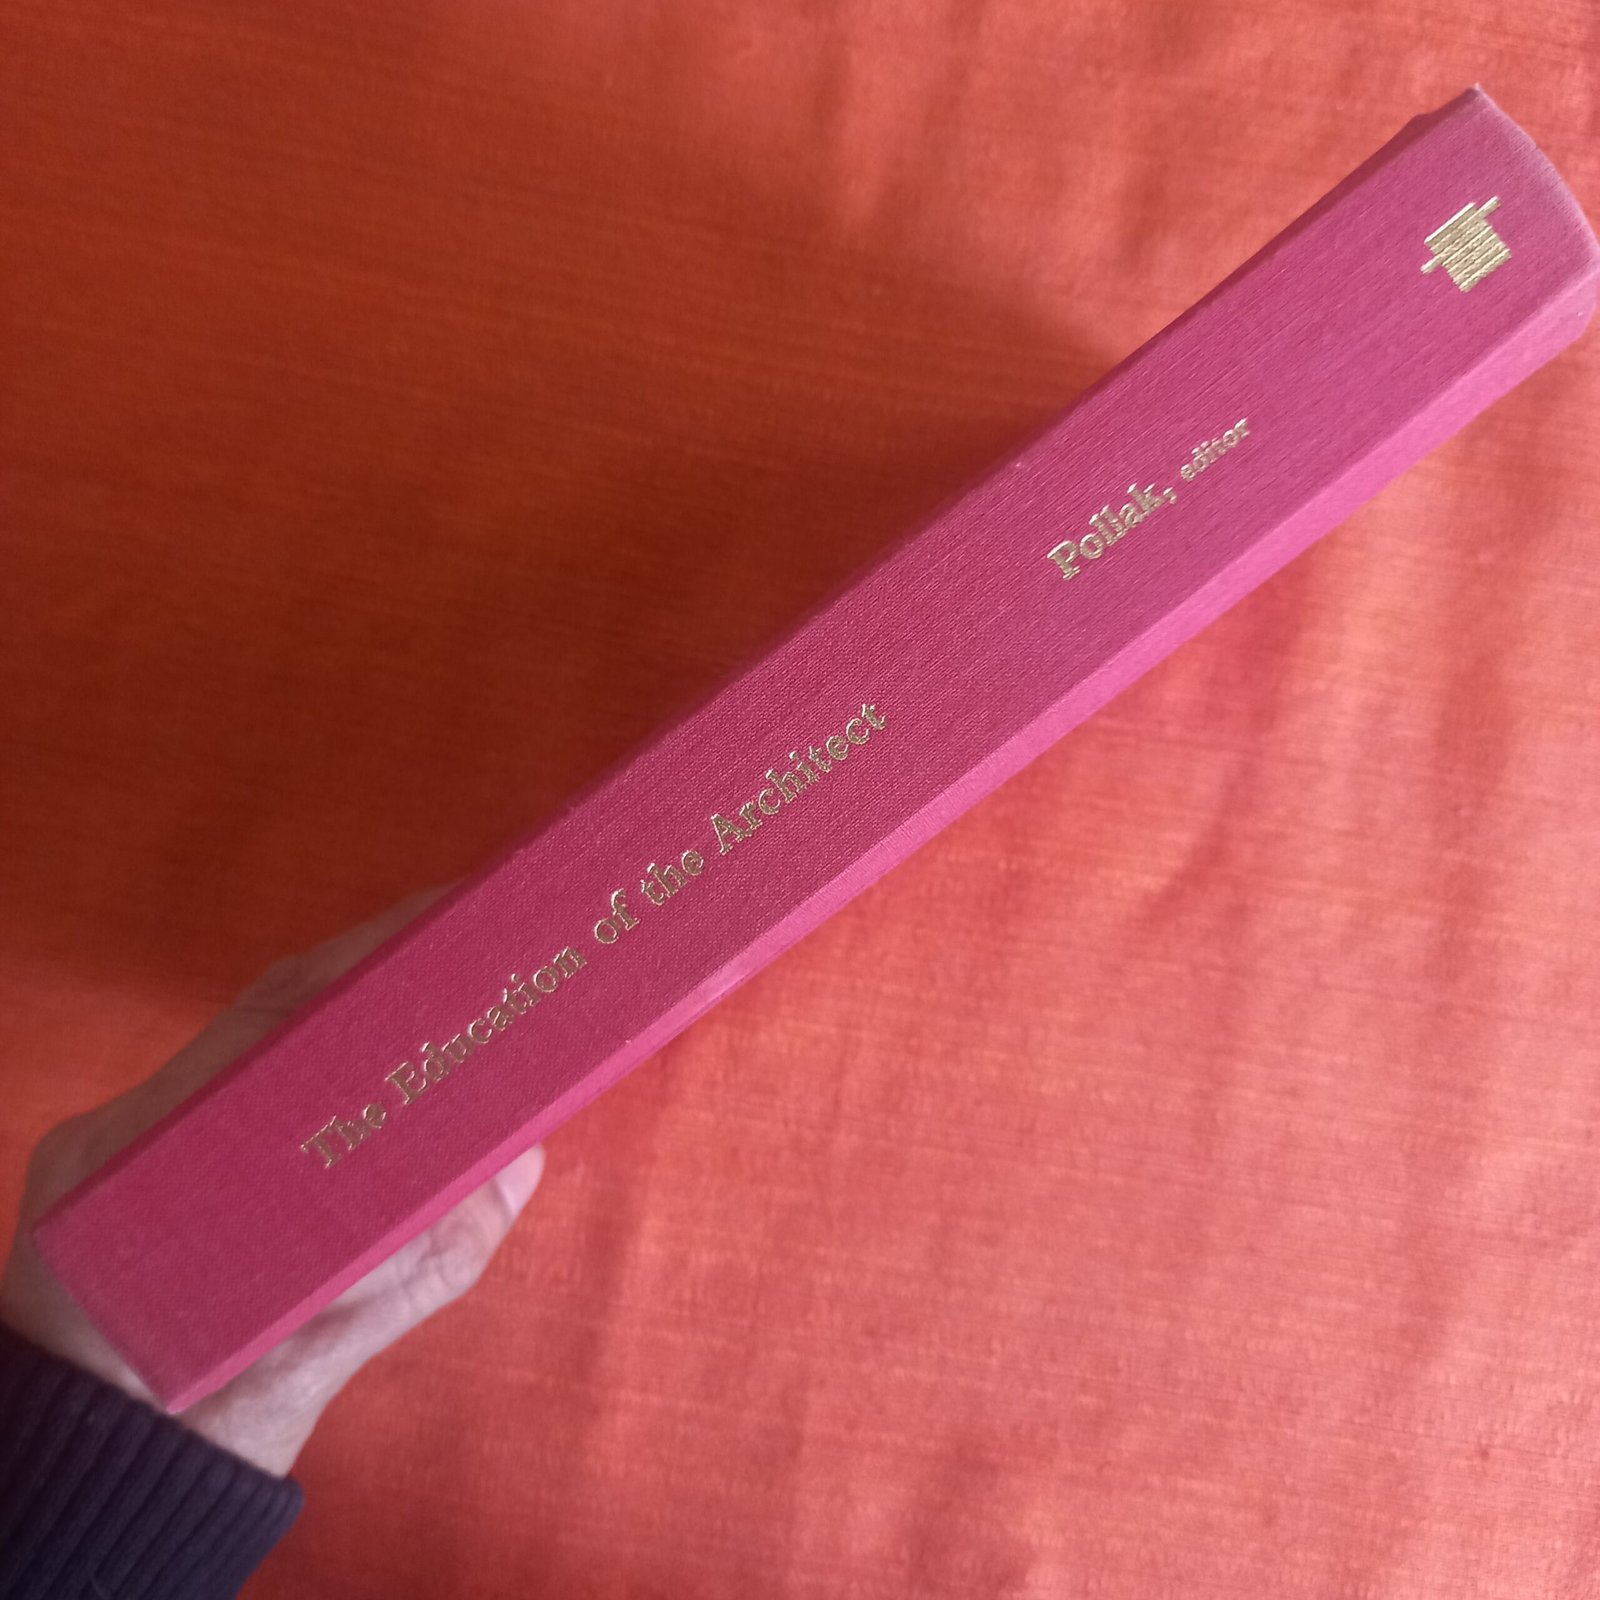 The Education of the Architect
Pollak, editor